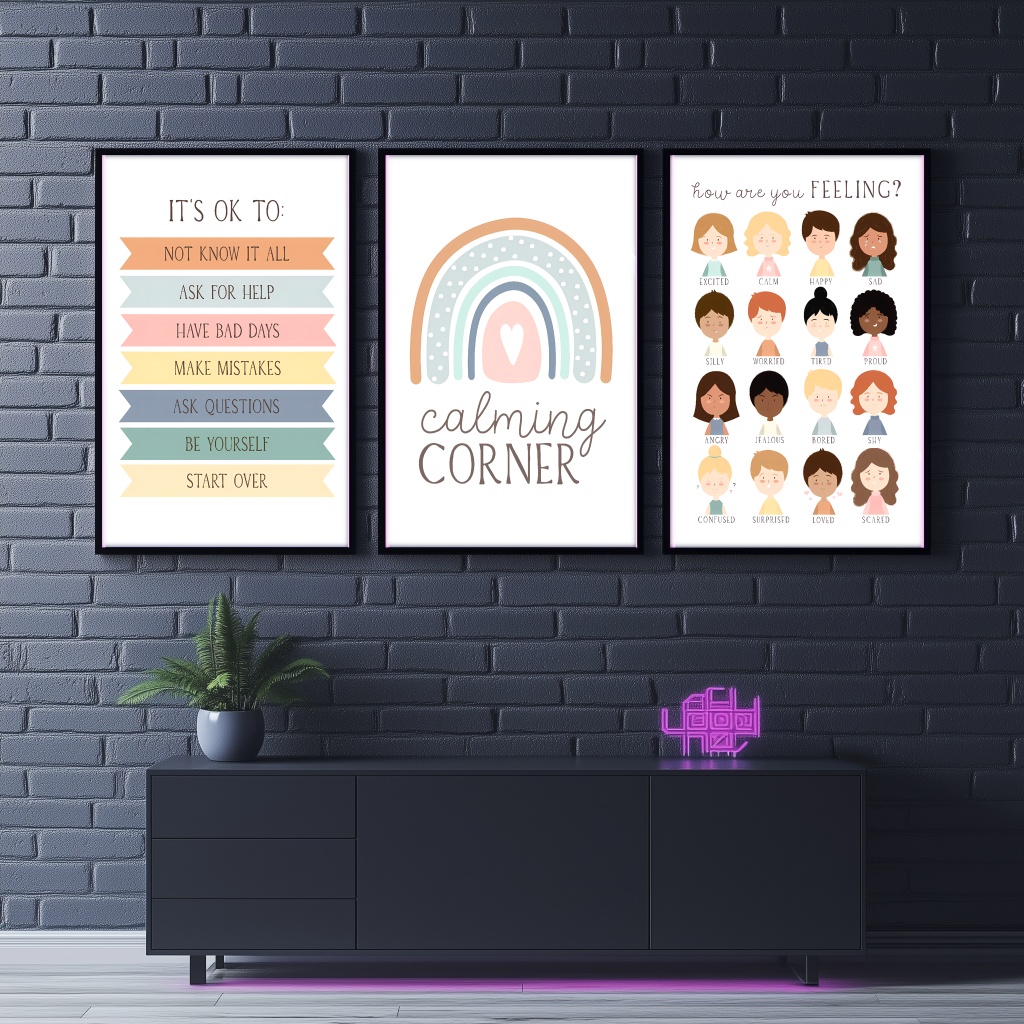 IT'S OK TO:
NOT KNOW IT ALL
ASK FOR HELP
HAVE BAD DAYS
MAKE MISTAKES
ASK QUESTIONS
BE YOURSELF
START OVER
calming
CORNER
how are you FEELING?
EXCITED CALM HAPPY SAD
SILLY WORRIED TIRED PROUD
ANGRY JEALOUS BORED SHY
CONFUSED SURPRISED LOVED SCARED